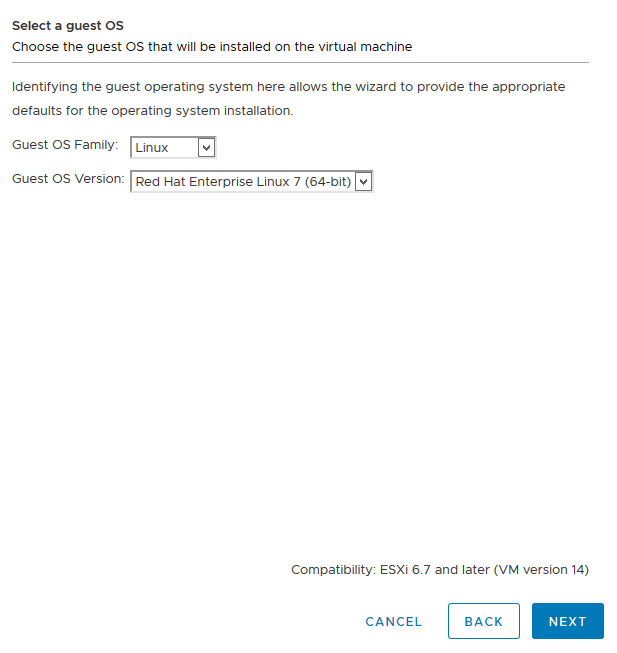 Select a guest OS
Choose the guest OS that will be installed on the virtual machine
Identifying the guest operating system here allows the wizard to provide the appropriate
defaults for the operating system installation.
Guest OS Family: Linux
Guest OS Version: Red Hat Enterprise Linux 7 (64-bit)
Compatibility: ESXi 6.7 and later (VM version 14)
CANCEL BACK NEXT